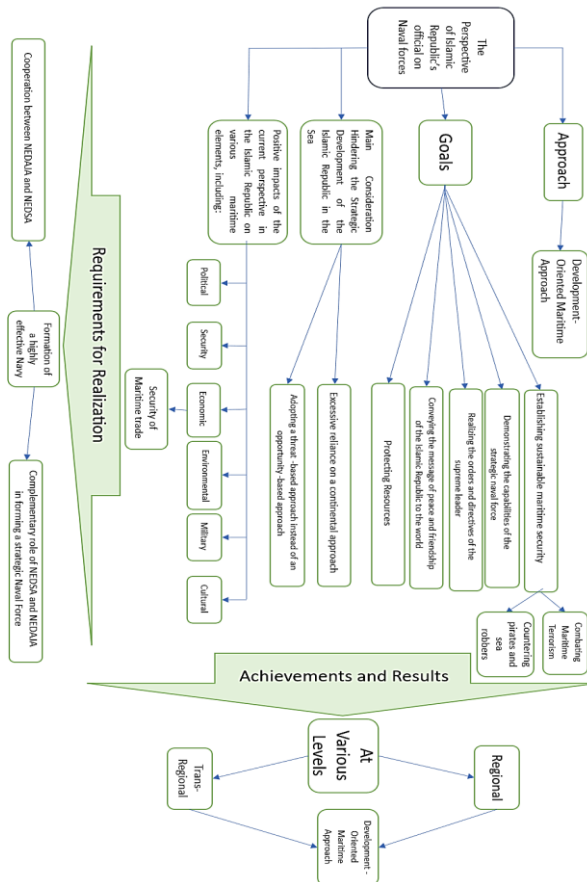 The
Perspective
of Islamic
Republic's
official on
Naval forces
Approach
Development-
Oriented Maritime
Approach
Goals
Establishing sustainable maritime security
Combating
Maritime
Terrorism
Countering
pirates and
sea
robbers
Demonstrating the capabilities of the
strategic naval force
Realizing the orders and directives of the
supreme leader
Conveying the message of peace and friendship
of the Islamic Republic to the world
Protecting Resources
Main Consideration
Hindering the Strategic
Development of the
Islamic Republic in the
Sea
Excessive reliance on a continental approach
Adopting a threat -based approach instead of an
opportunity-based approach
Positive impacts of the
current perspective in
the Islamic Republic on
various maritime
elements, including:
Political
Security
Economic
Environmental
Military
Cultural
Security of
Maritime trade
Requirements for Realization
Formation of
a highly
effective Navy
Cooperation between NEDAJA and NEDSA
Complementary role of NEDSA and NEDAJA
in forming a strategic Naval Force
Achievements and Results
At
Various
Levels
Regional
Trans-
Regional
Development -
Oriented
Maritime
Approach